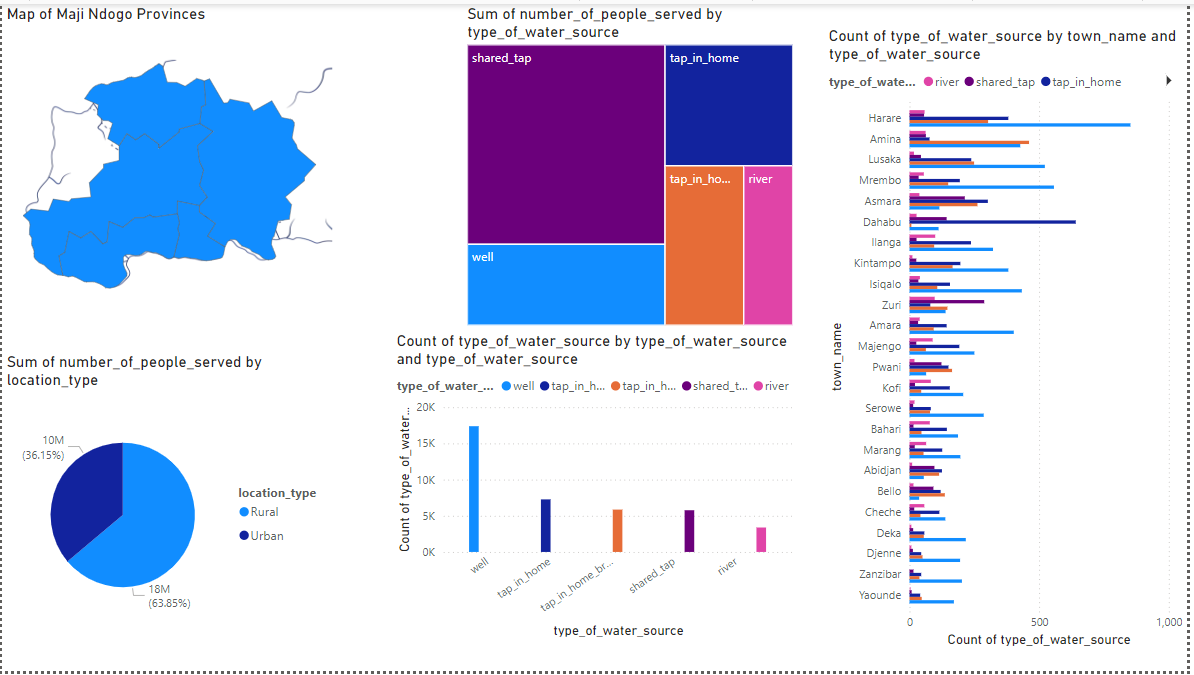 Map of Maji Ndogo Provinces
Sum of number_of_people_served by
type_of_water_source
shared_tap
tap_in_home
tap_in_ho...
river
well
Count of type_of_water_source by town_name and
type_of_water_source
type_of_wate...
river
shared_tap
tap_in_home
town_name
Harare
Amina
Lusaka
Mrembo
Asmara
Dahabu
Ilanga
Kintampo
Isiqalo
Zuri
Amara
Majengo
Pwani
Kofi
Serowe
Bahari
Marang
Abidjan
Bello
Cheche
Deka
Djenne
Zanzibar
Yaounde
0
500
1,000
Count of type_of_water_source
Sum of number_of_people_served by
location_type
10M
(36.15%)
18M
(63.85%)
location_type
Rural
Urban
Count of type_of_water_source by type_of_water_source
and type_of_water_source
type_of_water_...
well
tap_in_h...
tap_in_h...
shared_t...
river
Count of type_of_water...
20K
15K
10K
5K
0K
well
tap_in_home
tap_in_home_br...
shared_tap
river
type_of_water_source